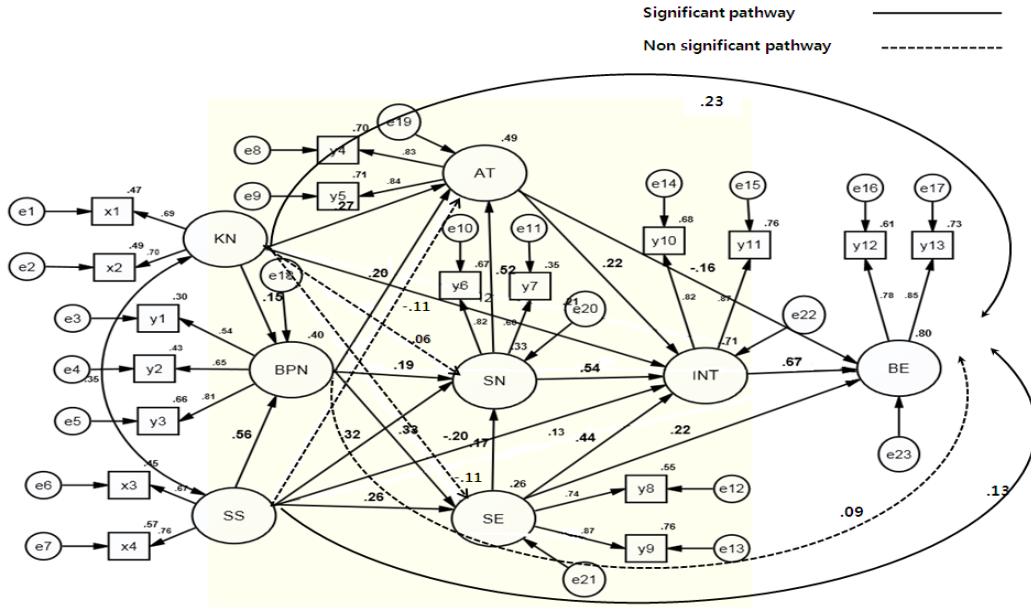 Significant pathway
Non significant pathway
.23
e19
.70
.49
e8
y4
.83
AT
.71
e9
y5
.84
.27
e14
e15
e16
e17
.47
e1
x1
.69
KN
e10
e11
.68
y10
.76
y11
.61
y12
.73
y13
.49
e2
x2
.70
e18
.67
y6
.52
.35
y7
.22
-.16
.20
.15
.82
.60
.21
e20
.82
.87
.78
.85
.30
e3
y1
.54
-.11
.06
.40
.33
.71
e22
.80
.43
e4
y2
.65
BPN
.19
SN
.54
INT
.67
BE
.35
.66
e5
y3
.81
.56
.32
.33
-.20
.17
.13
.44
.22
e23
.45
e6
x3
.67
SS
.26
-.11
SE
.26
.74
.55
y8
e12
.13
.57
e7
x4
.76
.87
.76
y9
e13
.09
e21